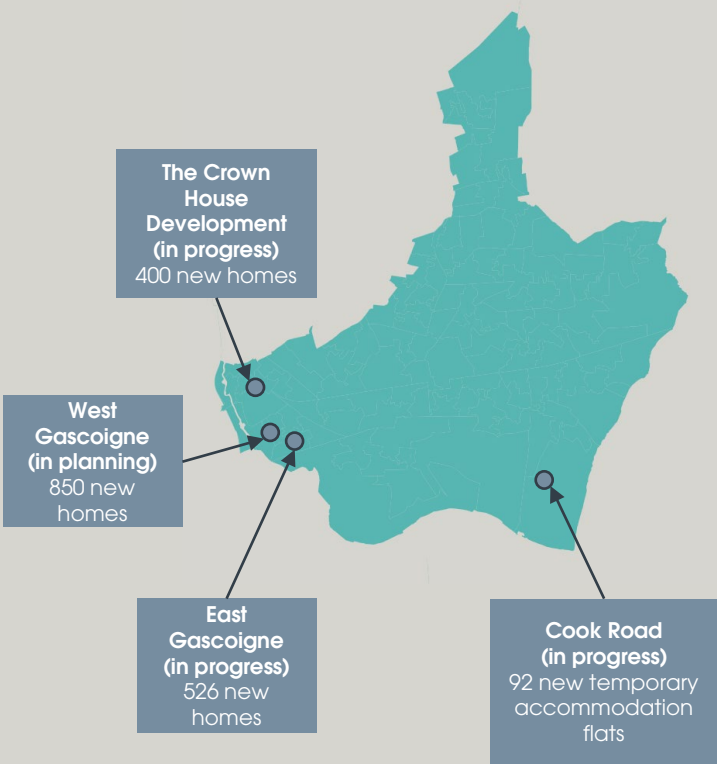 The Crown
House
Development
(in progress)
400 new homes
West
Gascoigne
(in planning)
850 new
homes
East
Gascoigne
(in progress)
526 new
homes
Cook Road
(in progress)
92 new temporary
accommodation
flats